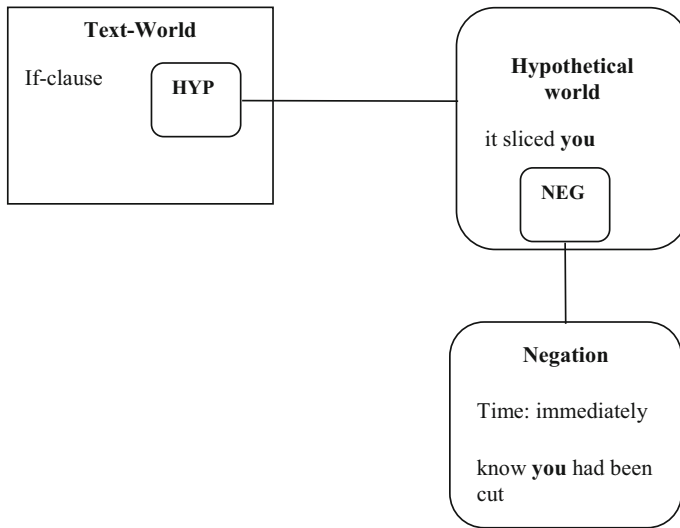 Text-World
If-clause
HYP
Hypothetical
world
it sliced you
NEG
Negation
Time: immediately
know you had been
cut